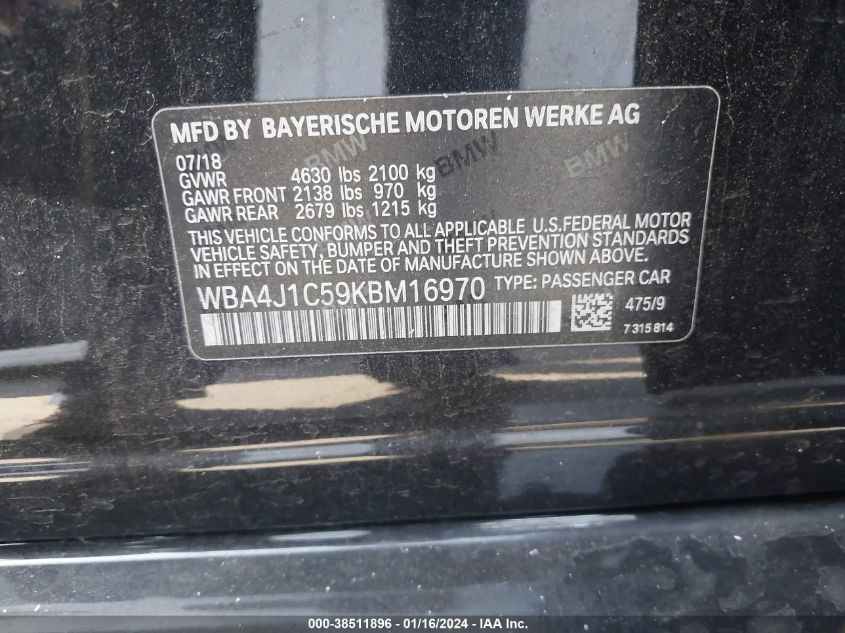 MFD BY BAYERISCHE MOTOREN WERKE AG
07/18
GVWR 4630 lbs 2100 kg
GAWR FRONT 2138 lbs 970 kg
GAWR REAR 2679 lbs 1215 kg
BMW BMW BMW
THIS VEHICLE CONFORMS TO ALL APPLICABLE U.S.FEDERAL MOTOR
VEHICLE SAFETY, BUMPER AND THEFT PREVENTION STANDARDS
IN EFFECT ON THE DATE OF MANUFACTURE SHOWN ABOVE.
WBA4J1C59KBM16970 TYPE: PASSENGER CAR
475/9
7 315 814
000-38511896 - 01/16/2024 - IAA Inc.